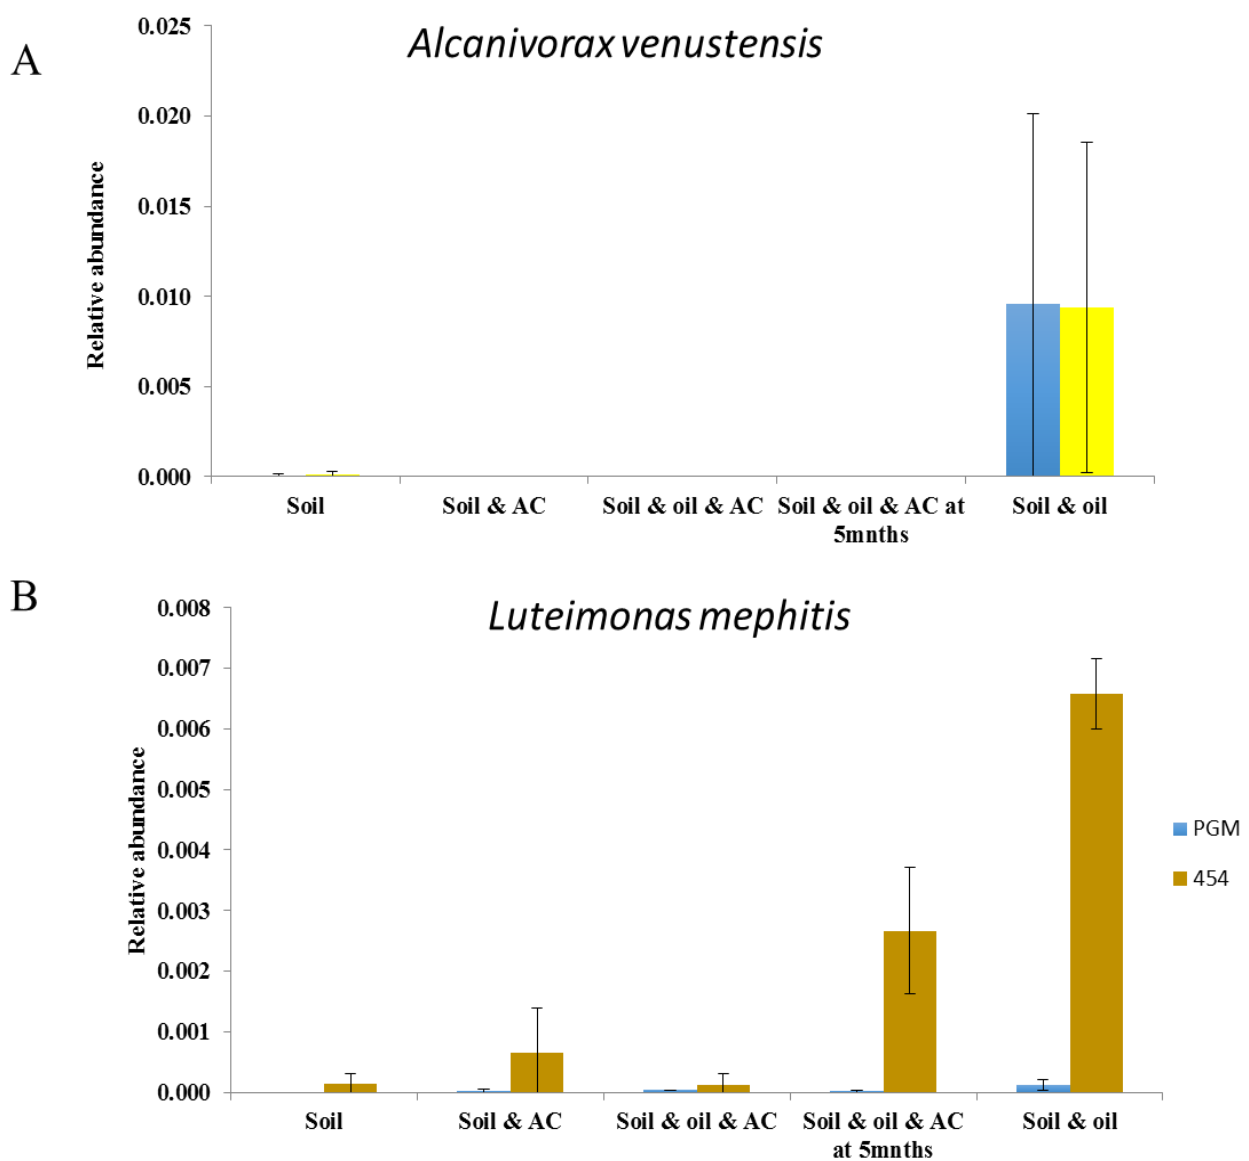 A
Alcanivorax venustensis
0.025
0.020
0.015
0.010
0.005
0.000
Relative abundance
Soil
Soil & AC
Soil & oil & AC
Soil & oil & AC at
5mnths
Soil & oil
B
Luteimonas mephitis
0.008
0.007
0.006
0.005
0.004
0.003
0.002
0.001
0.000
Relative abundance
Soil
Soil & AC
Soil & oil & AC
Soil & oil & AC
at 5mnths
Soil & oil
PGM
454